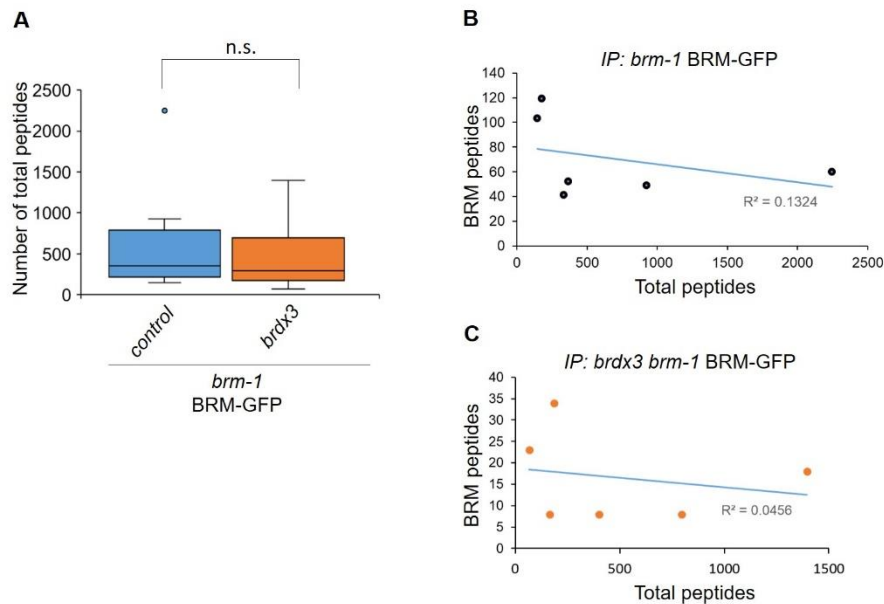 A
n.s.
Number of total peptides
2500
2000
1500
1000
500
0
control
brdx3
brm-1
BRM-GFP
B
IP: brm-1 BRM-GFP
BRM peptides
140
120
100
80
60
40
20
0
R² = 0.1324
0 500 1000 1500 2000 2500
Total peptides
C
IP: brdx3 brm-1 BRM-GFP
BRM peptides
40
35
30
25
20
15
10
5
0
R² = 0.0456
0 500 1000 1500
Total peptides